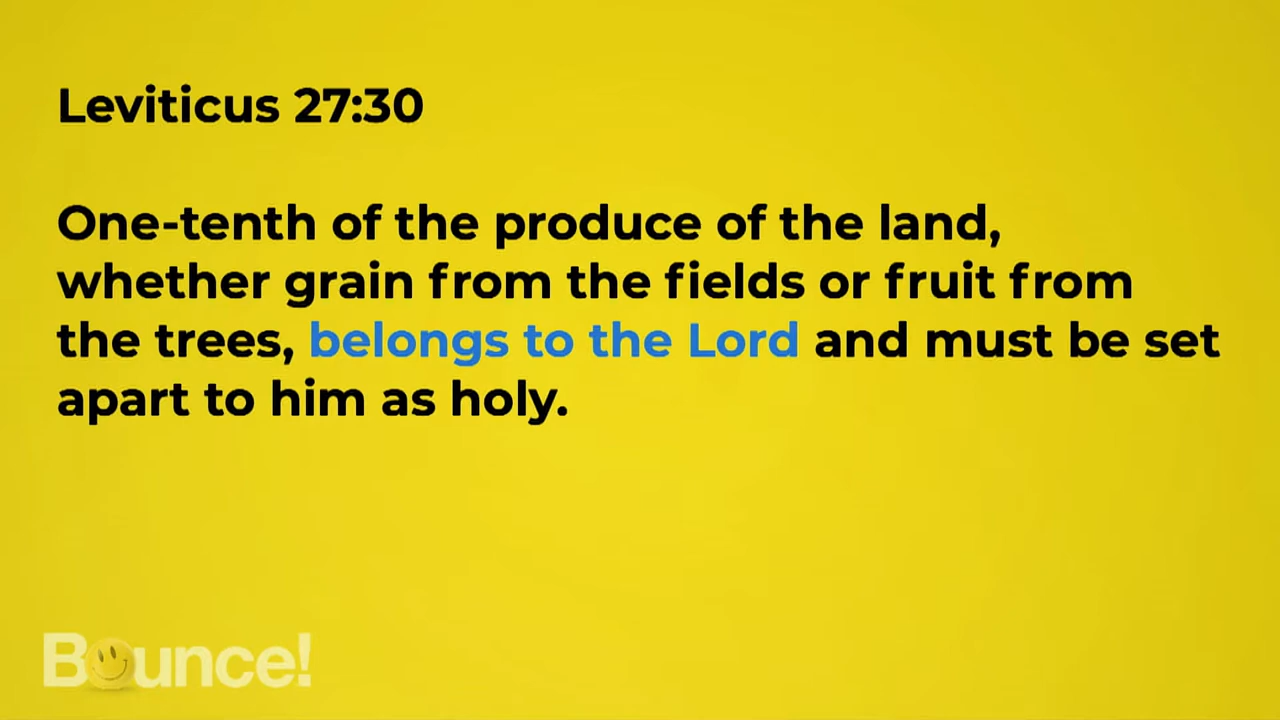 Leviticus 27:30
One-tenth of the produce of the land,
whether grain from the fields or fruit from
the trees, belongs to the Lord and must be set
apart to him as holy.
Bounce!